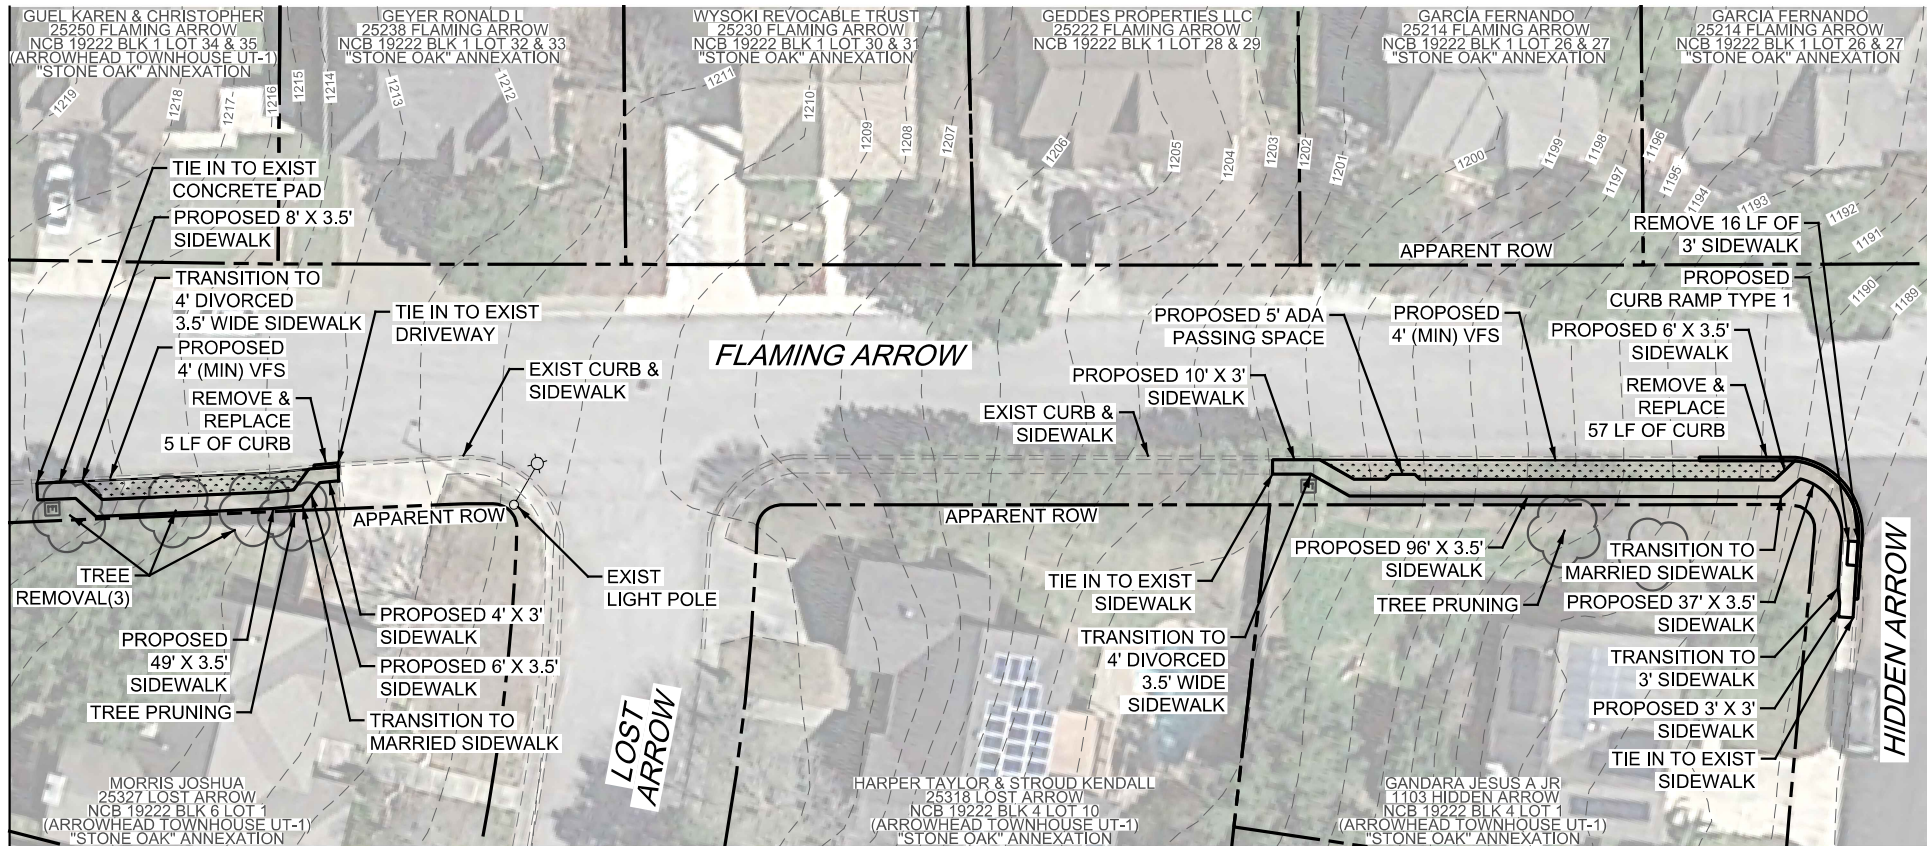 GUEL KAREN & CHRISTOPHER
25250 FLAMING ARROW
NCB 19222 BLK 1 LOT 34 & 35
(ARROWHEAD TOWNHOUSE UT-1)
"STONE OAK" ANNEXATION
GEYER RONALD L
25238 FLAMING ARROW
NCB 19222 BLK 1 LOT 32 & 33
"STONE OAK" ANNEXATION
WYSOKI REVOCABLE TRUST
25230 FLAMING ARROW
NCB 19222 BLK 1 LOT 30 & 31
"STONE OAK" ANNEXATION
GEDDES PROPERTIES LLC
25222 FLAMING ARROW
NCB 19222 BLK 1 LOT 28 & 29
GARCIA FERNANDO
25214 FLAMING ARROW
NCB 19222 BLK 1 LOT 26 & 27
"STONE OAK" ANNEXATION
GARCIA FERNANDO
25214 FLAMING ARROW
NCB 19222 BLK 1 LOT 26 & 27
"STONE OAK" ANNEXATION
1219
1218
1217
1216
1215
1214
1213
1212
1211
1210
1209
1208
1207
1206
1205
1204
1203
1202
1201
1200
1199
1198
1197
1196
1195
1194
1193
1192
1191
1190
1189
TIE IN TO EXIST
CONCRETE PAD
PROPOSED 8' X 3.5'
SIDEWALK
TRANSITION TO
4' DIVORCED
3.5' WIDE SIDEWALK
PROPOSED
4' (MIN) VFS
REMOVE &
REPLACE
5 LF OF CURB
TIE IN TO EXIST
DRIVEWAY
EXIST CURB &
SIDEWALK
FLAMING ARROW
APPARENT ROW
REMOVE 16 LF OF
3' SIDEWALK
PROPOSED
CURB RAMP TYPE 1
PROPOSED 5' ADA
PASSING SPACE
PROPOSED
4' (MIN) VFS
PROPOSED 6' X 3.5'
SIDEWALK
PROPOSED 10' X 3'
SIDEWALK
REMOVE &
REPLACE
57 LF OF CURB
EXIST CURB &
SIDEWALK
E
E
APPARENT ROW
APPARENT ROW
TREE
REMOVAL(3)
PROPOSED
49' X 3.5'
SIDEWALK
TREE PRUNING
PROPOSED 4' X 3'
SIDEWALK
PROPOSED 6' X 3.5'
SIDEWALK
TRANSITION TO
MARRIED SIDEWALK
EXIST
LIGHT POLE
LOST
ARROW
TIE IN TO EXIST
SIDEWALK
TRANSITION TO
4' DIVORCED
3.5' WIDE
SIDEWALK
PROPOSED 96' X 3.5'
SIDEWALK
TREE PRUNING
TRANSITION TO
MARRIED SIDEWALK
PROPOSED 37' X 3.5'
SIDEWALK
TRANSITION TO
3' SIDEWALK
PROPOSED 3' X 3'
SIDEWALK
TIE IN TO EXIST
SIDEWALK
HIDDEN ARROW
MORRIS JOSHUA
25327 LOST ARROW
NCB 19222 BLK 6 LOT 1
(ARROWHEAD TOWNHOUSE UT-1)
"STONE OAK" ANNEXATION
HARPER TAYLOR & STROUD KENDALL
25318 LOST ARROW
NCB 19222 BLK 4 LOT 10
(ARROWHEAD TOWNHOUSE UT-1)
"STONE OAK" ANNEXATION
GANDARA JESUS A JR
1103 HIDDEN ARROW
NCB 19222 BLK 4 LOT 1
(ARROWHEAD TOWNHOUSE UT-1)
"STONE OAK" ANNEXATION